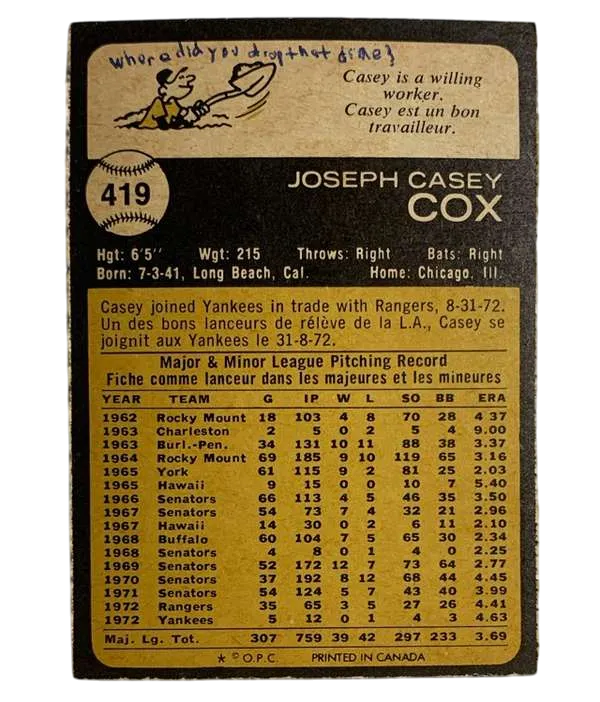 where did you drop that dime?
Casey is a willing
worker.
Casey est un bon
travailleur.
419
JOSEPH CASEY
COX
Hgt: 6'5'' Wgt: 215 Throws: Right Bats: Right
Born: 7-3-41, Long Beach, Cal. Home: Chicago, Ill.
Casey joined Yankees in trade with Rangers, 8-31-72.
Un des bons lanceurs de rélève de la L.A., Casey se
joignit aux Yankees le 31-8-72.
Major & Minor League Pitching Record
Fiche comme lanceur dans les majeures et les mineures
YEAR TEAM G IP W L SO BB ERA
1962 Rocky Mount 18 103 4 8 70 28 4.37
1963 Charleston 2 5 0 2 5 4 9.00
1963 Burl.-Pen. 34 131 10 11 88 38 3.37
1964 Rocky Mount 69 185 9 10 119 65 3.16
1965 York 61 115 9 2 81 25 2.03
1965 Hawaii 9 15 0 0 10 7 5.40
1966 Senators 66 113 4 5 46 35 3.50
1967 Senators 54 73 7 4 32 21 2.96
1967 Hawaii 14 30 0 2 6 11 2.10
1968 Buffalo 60 104 7 5 65 30 2.34
1968 Senators 4 8 0 1 4 0 2.25
1969 Senators 52 172 12 7 73 64 2.77
1970 Senators 37 192 8 12 68 44 4.45
1971 Senators 54 124 5 7 43 40 3.99
1972 Rangers 35 65 3 5 27 26 4.41
1972 Yankees 5 12 0 1 4 3 4.63
Maj. Lg. Tot. 307 759 39 42 297 233 3.69
* © O.P.C. PRINTED IN CANADA